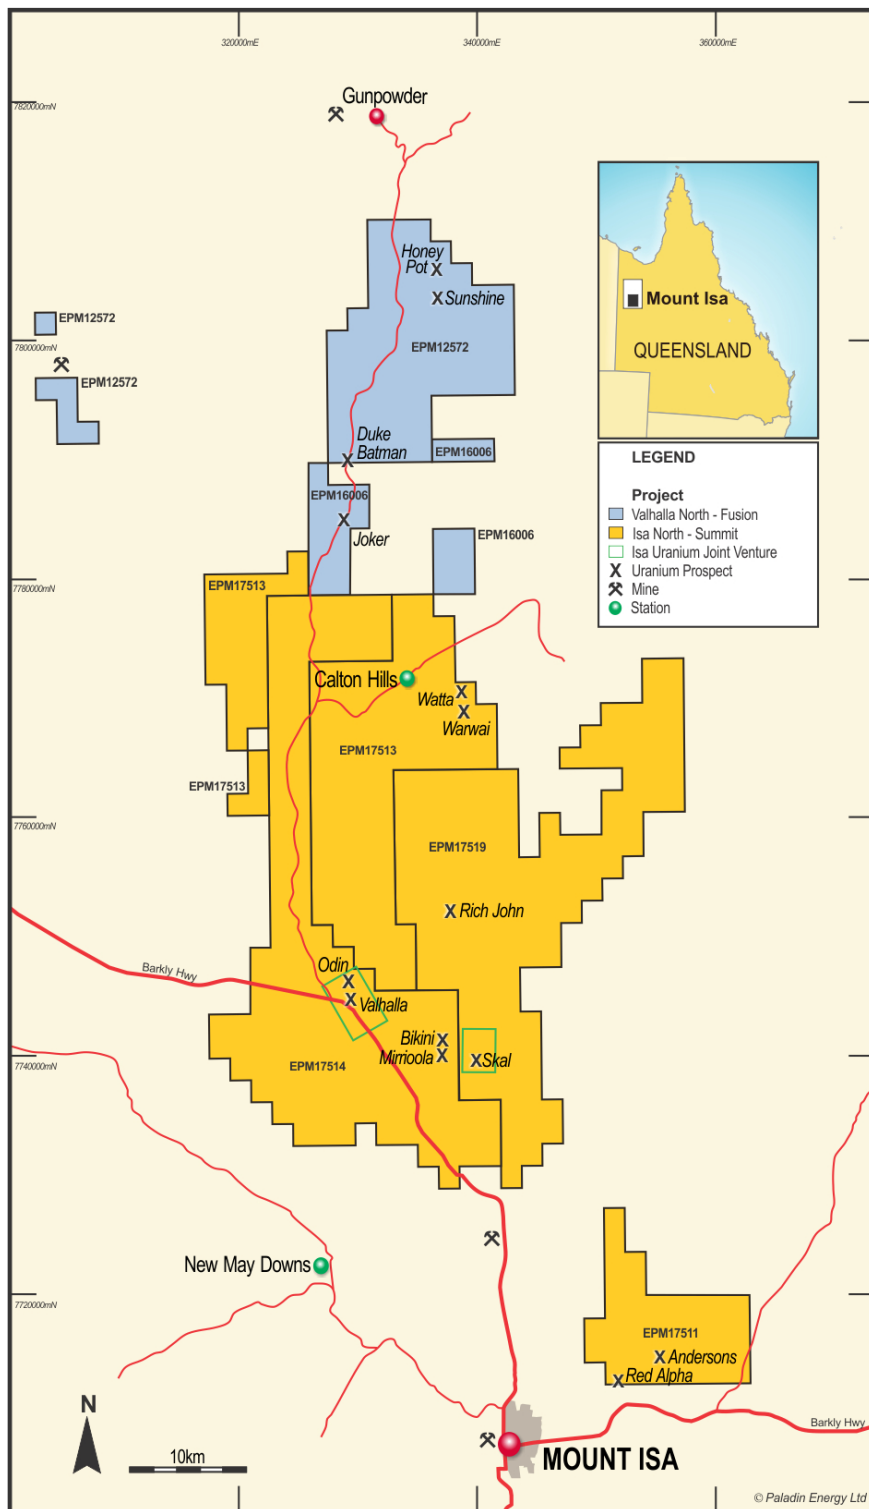 320000mE
340000mE
360000mE
7820000mN
Gunpowder
Honey
Pot X
X Sunshine
EPM12572
7800000mN
EPM12572
EPM12572
Mount Isa
QUEENSLAND
Duke
Batman
X
EPM16006
EPM16006
X
Joker
EPM16006
LEGEND
Project
Valhalla North - Fusion
Isa North - Summit
Isa Uranium Joint Venture
X Uranium Prospect
Mine
Station
7780000mN
EPM17513
Calton Hills
Watta X
X
Warwai
EPM17513
EPM17513
7760000mN
EPM17519
X Rich John
Barkly Hwy
Odin
X
X Valhalla
Bikini X
Mirrioola X
X Skal
7740000mN
EPM17514
New May Downs
7720000mN
EPM17511
X Andersons
X Red Alpha
N
10km
MOUNT ISA
Barkly Hwy
© Paladin Energy Ltd